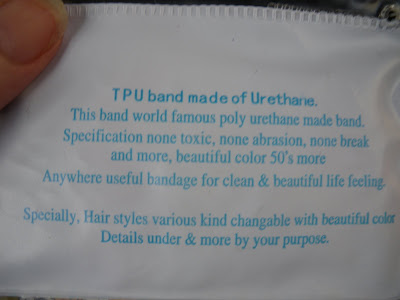 TPU band made of Urethane.
This band world famous poly urethane made band.
Specification none toxic, none abrasion, none break
and more, beautiful color 50's more
Anywhere useful bandage for clean & beautiful life feeling.
Specially, Hair styles various kind changable with beautiful color
Details under & more by your purpose.